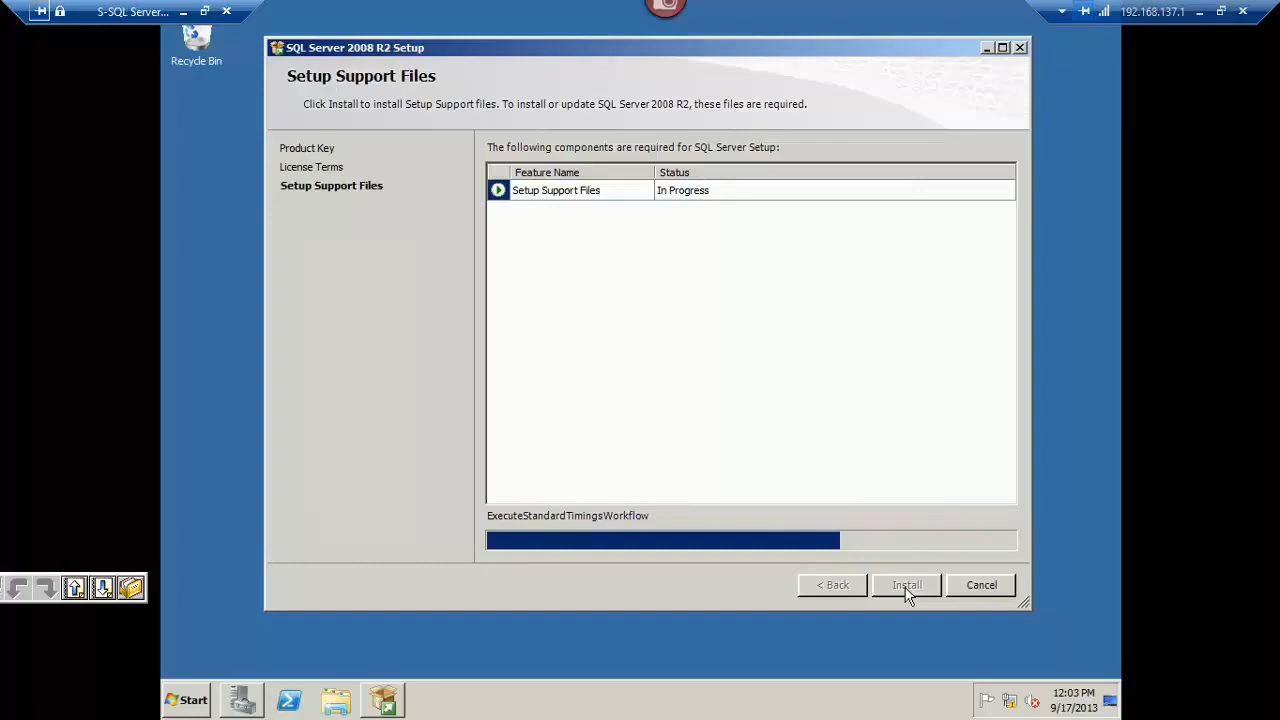 S-SQL Server...
192.168.137.1
Recycle Bin
SQL Server 2008 R2 Setup
Setup Support Files
Click Install to install Setup Support files. To install or update SQL Server 2008 R2, these files are required.
Product Key
License Terms
Setup Support Files
The following components are required for SQL Server Setup:
Feature Name Status
Setup Support Files In Progress
ExecuteStandardTimingsWorkflow
< Back Install Cancel
Start
12:03 PM
9/17/2013